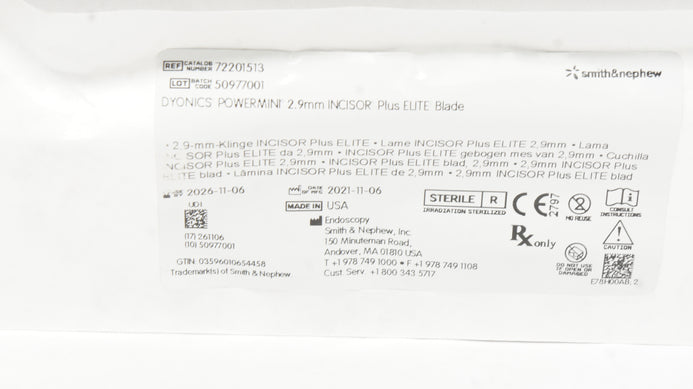 REF CATALOG NUMBER 72201513
smith&nephew
LOT BATCH CODE 50977001
DYONICS POWERMINI 2.9mm INCISOR Plus ELITE Blade
• 2,9-mm-Klinge INCISOR Plus ELITE • Lame INCISOR Plus ELITE 2,9mm • Lama
INCISOR Plus ELITE da 2,9mm • INCISOR Plus ELITE gebogen mes van 2,9mm • Cuchilla
INCISOR Plus ELITE 2,9mm • INCISOR Plus ELITE blad, 2,9mm • 2,9mm INCISOR Plus
ELITE blad • Lâmina INCISOR Plus ELITE de 2,9mm • 2,9mm INCISOR Plus ELITE blad
2026-11-06
DATE OF MFG 2021-11-06
MADE IN USA
UDI
(17) 261106
(10) 50977001
GTIN: 03596010654458
Trademark(s) of Smith & Nephew
Endoscopy
Smith & Nephew, Inc.
150 Minuteman Road,
Andover, MA 01810 USA
T +1 978 749 1000 • F +1 978 749 1108
Cust. Serv. +1 800 343 5717
STERILE R
IRRADIATION STERILIZED
CE 2797
NO REUSE
CONSULT INSTRUCTIONS
Rx only
CAUTION
DO NOT USE IF OPEN OR DAMAGED